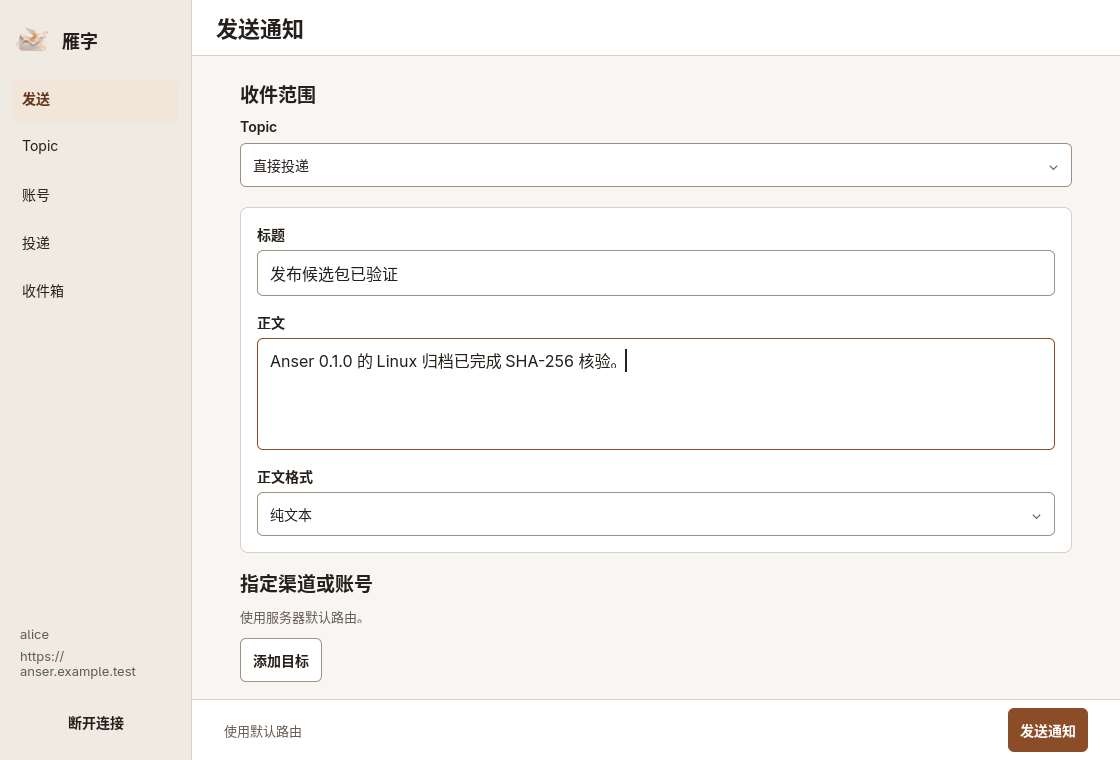 雁字
发送
Topic
账号
投递
收件箱
alice
https://
anser.example.test
断开连接
发送通知
收件范围
Topic
直接投递
标题
发布候选包已验证
正文
Anser 0.1.0 的 Linux 归档已完成 SHA-256 核验。
正文格式
纯文本
指定渠道或账号
使用服务器默认路由。
添加目标
使用默认路由
发送通知